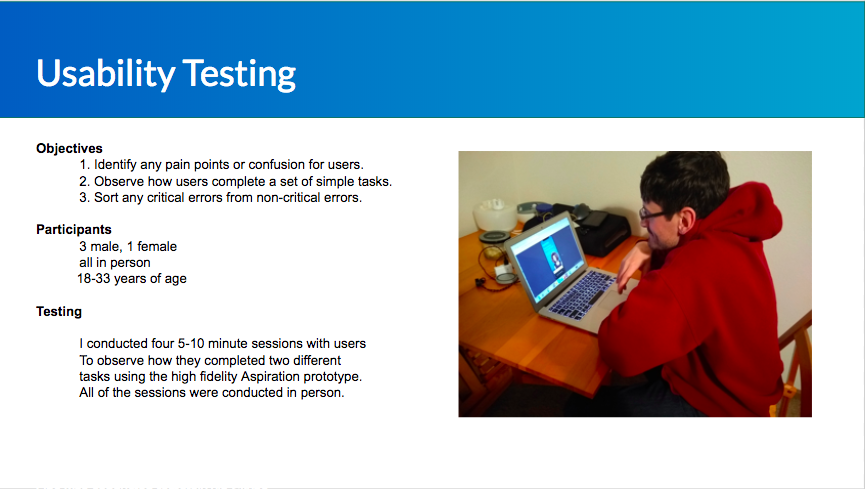 Usability Testing
Objectives
1. Identify any pain points or confusion for users.
2. Observe how users complete a set of simple tasks.
3. Sort any critical errors from non-critical errors.
Participants
3 male, 1 female
all in person
18-33 years of age
Testing
I conducted four 5-10 minute sessions with users
To observe how they completed two different
tasks using the high fidelity Aspiration prototype.
All of the sessions were conducted in person.